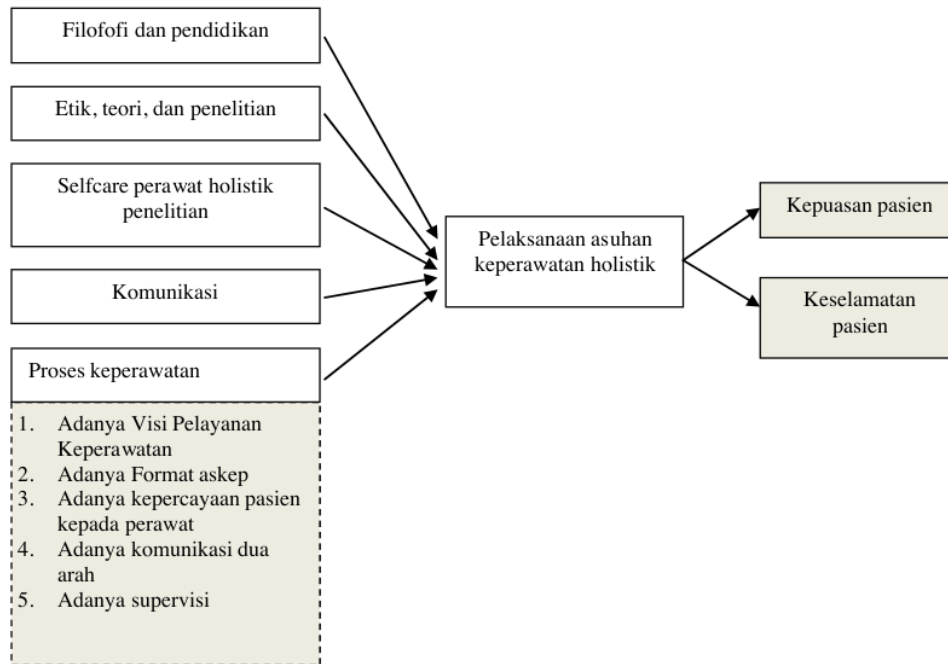 Filofofi dan pendidikan
Etik, teori, dan penelitian
Selfcare perawat holistik
penelitian
Komunikasi
Proses keperawatan
1. Adanya Visi Pelayanan
Keperawatan
2. Adanya Format askep
3. Adanya kepercayaan pasien
kepada perawat
4. Adanya komunikasi dua
arah
5. Adanya supervisi
Pelaksanaan asuhan
keperawatan holistik
Kepuasan pasien
Keselamatan
pasien